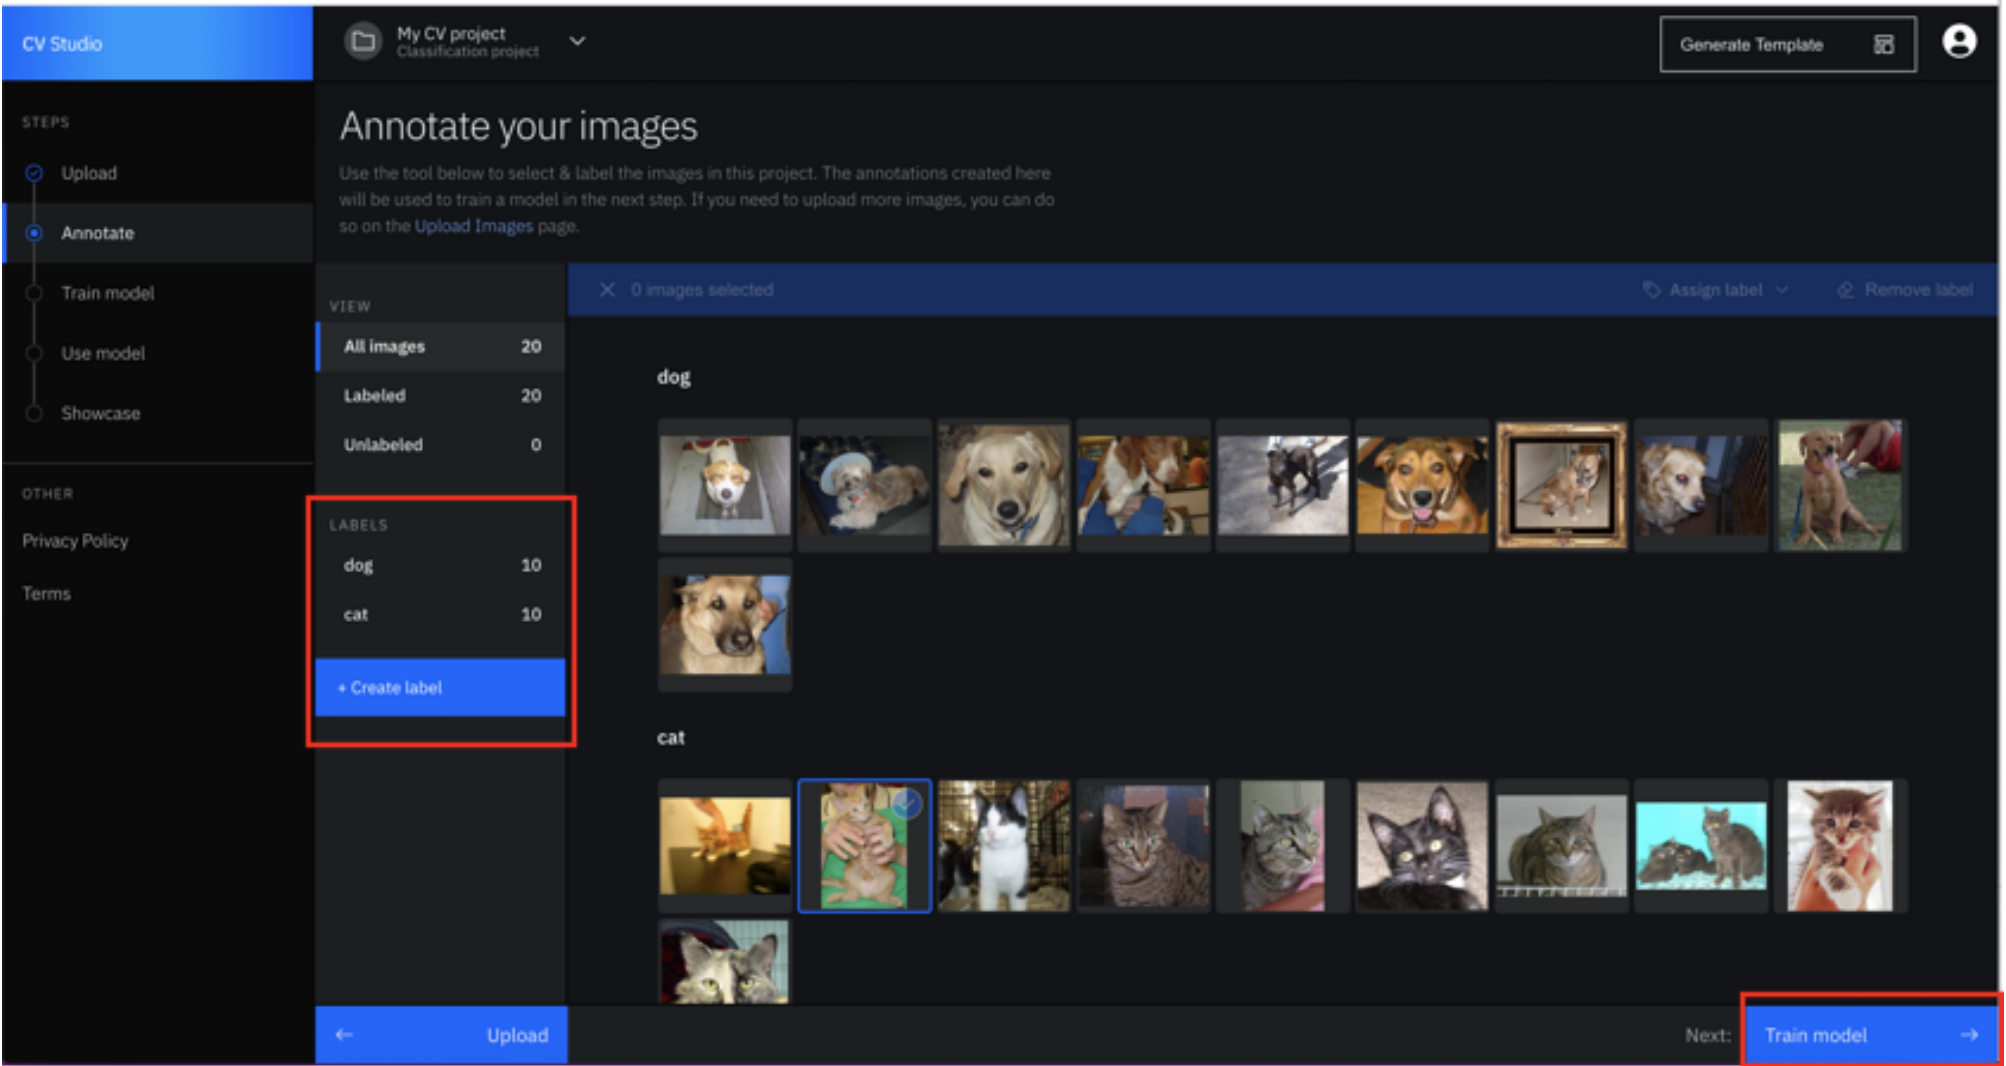 CV Studio
My CV project
Classification project
Generate Template
STEPS
Upload
Annotate
Train model
Use model
Showcase
OTHER
Privacy Policy
Terms
Annotate your images
Use the tool below to select & label the images in this project. The annotations created here
will be used to train a model in the next step. If you need to upload more images, you can do
so on the Upload Images page.
VIEW
All images 20
Labeled 20
Unlabeled 0
LABELS
dog 10
cat 10
+ Create label
0 images selected
Assign label
Remove label
dog
cat
← Upload
Next: Train model →